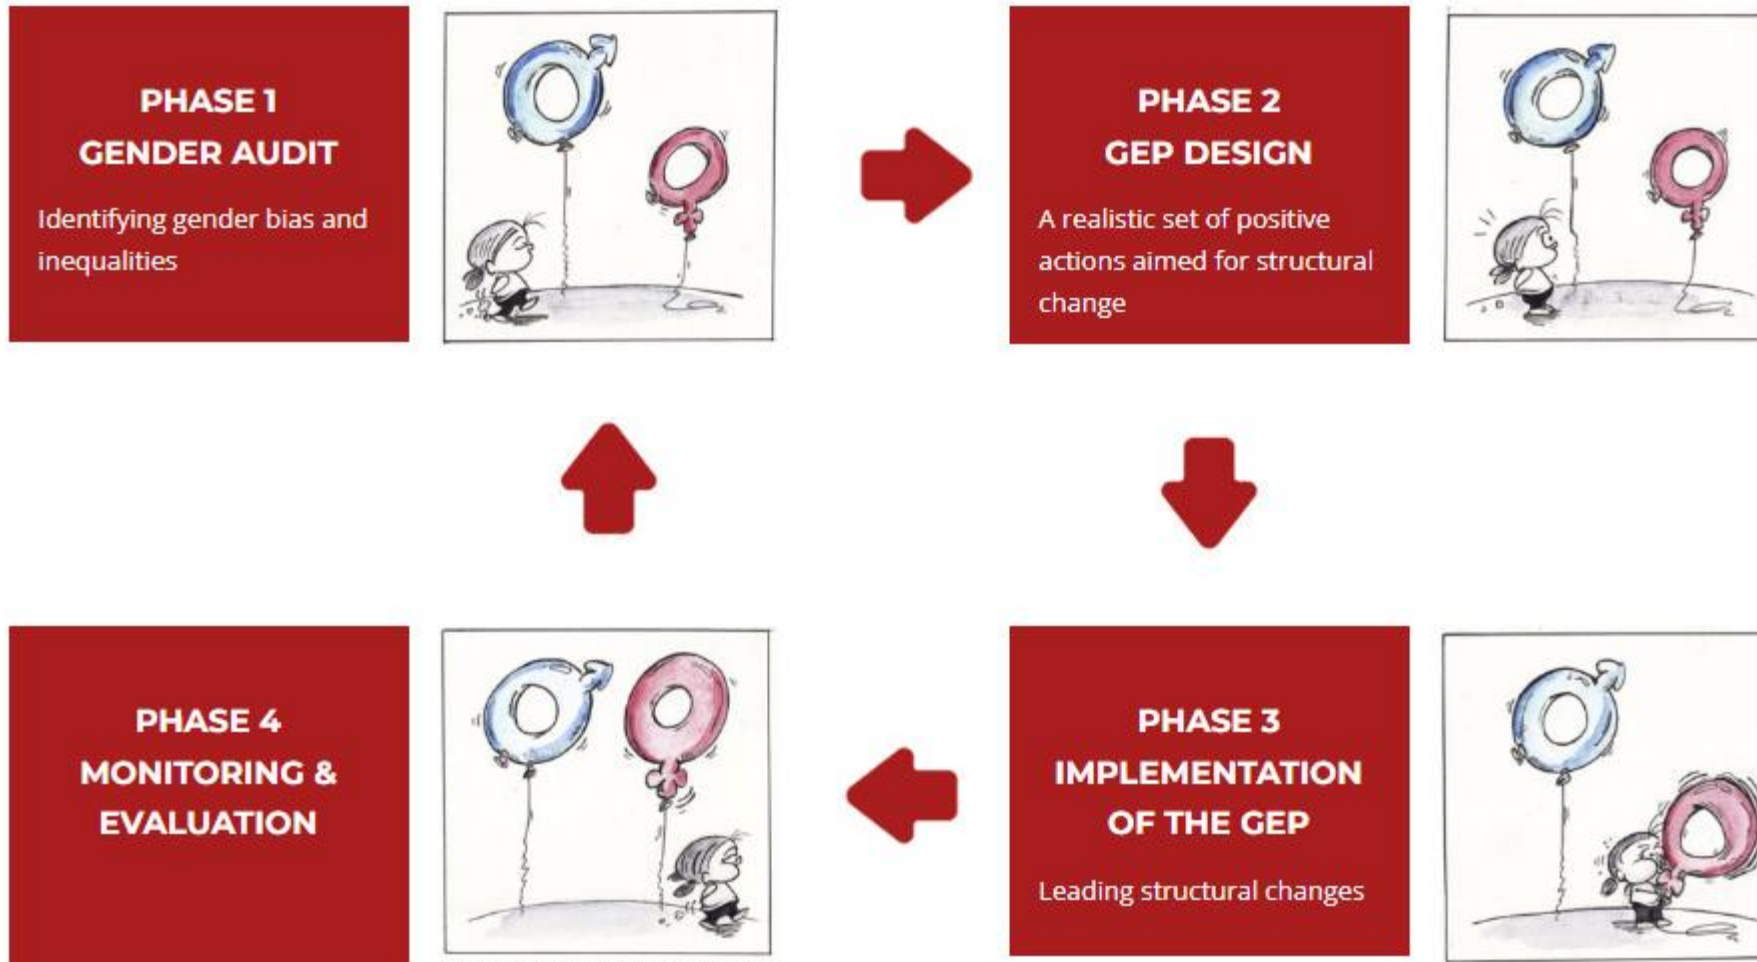 PHASE 1
GENDER AUDIT
Identifying gender bias and
inequalities
PHASE 2
GEP DESIGN
A realistic set of positive
actions aimed for structural
change
PHASE 4
MONITORING &
EVALUATION
PHASE 3
IMPLEMENTATION
OF THE GEP
Leading structural changes